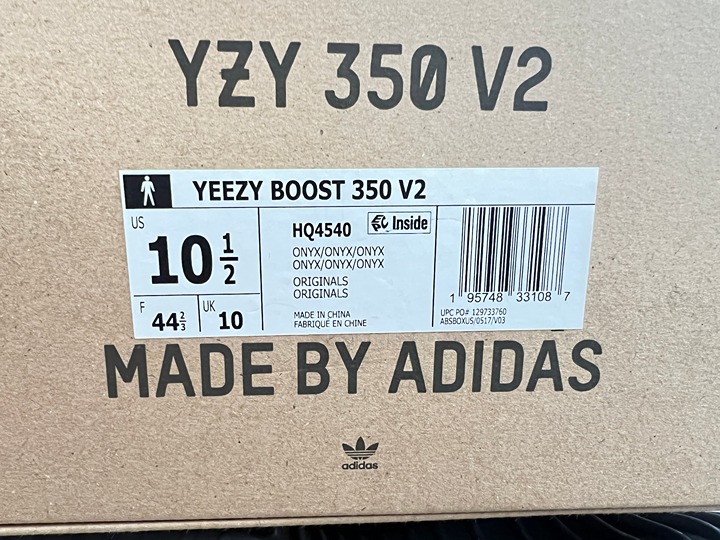 YZY 350 V2
YEEZY BOOST 350 V2
US
10 1/2
F
44 2/3
UK
10
HQ4540
Inside
ONYX/ONYX/ONYX
ONYX/ONYX/ONYX
ORIGINALS
ORIGINALS
MADE IN CHINA
FABRIQUÉ EN CHINE
1 95748 33108 7
UPC PO# 129733760
ABSBOXUS/0517/V03
MADE BY ADIDAS
adidas